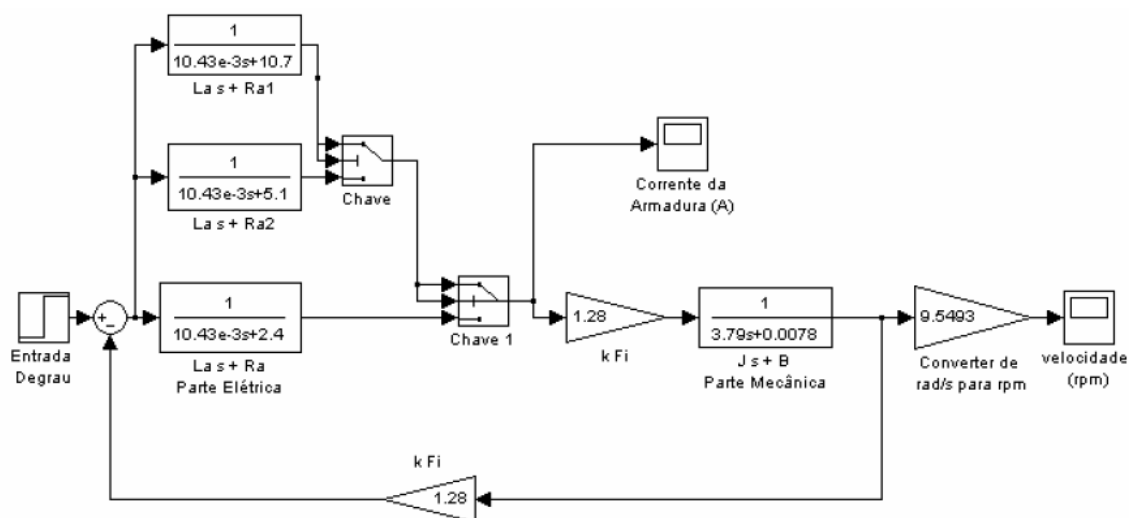 1
10.43e-3s+10.7
La s + Ra1
1
10.43e-3s+5.1
La s + Ra2
Chave
Corrente da
Armadura (A)
Entrada
Degrau
+
-
1
10.43e-3s+2.4
La s + Ra
Parte Elétrica
Chave 1
1.28
k Fi
1
3.79s+0.0078
J s + B
Parte Mecânica
9.5493
Converter de
rad/s para rpm
velocidade
(rpm)
k Fi
1.28